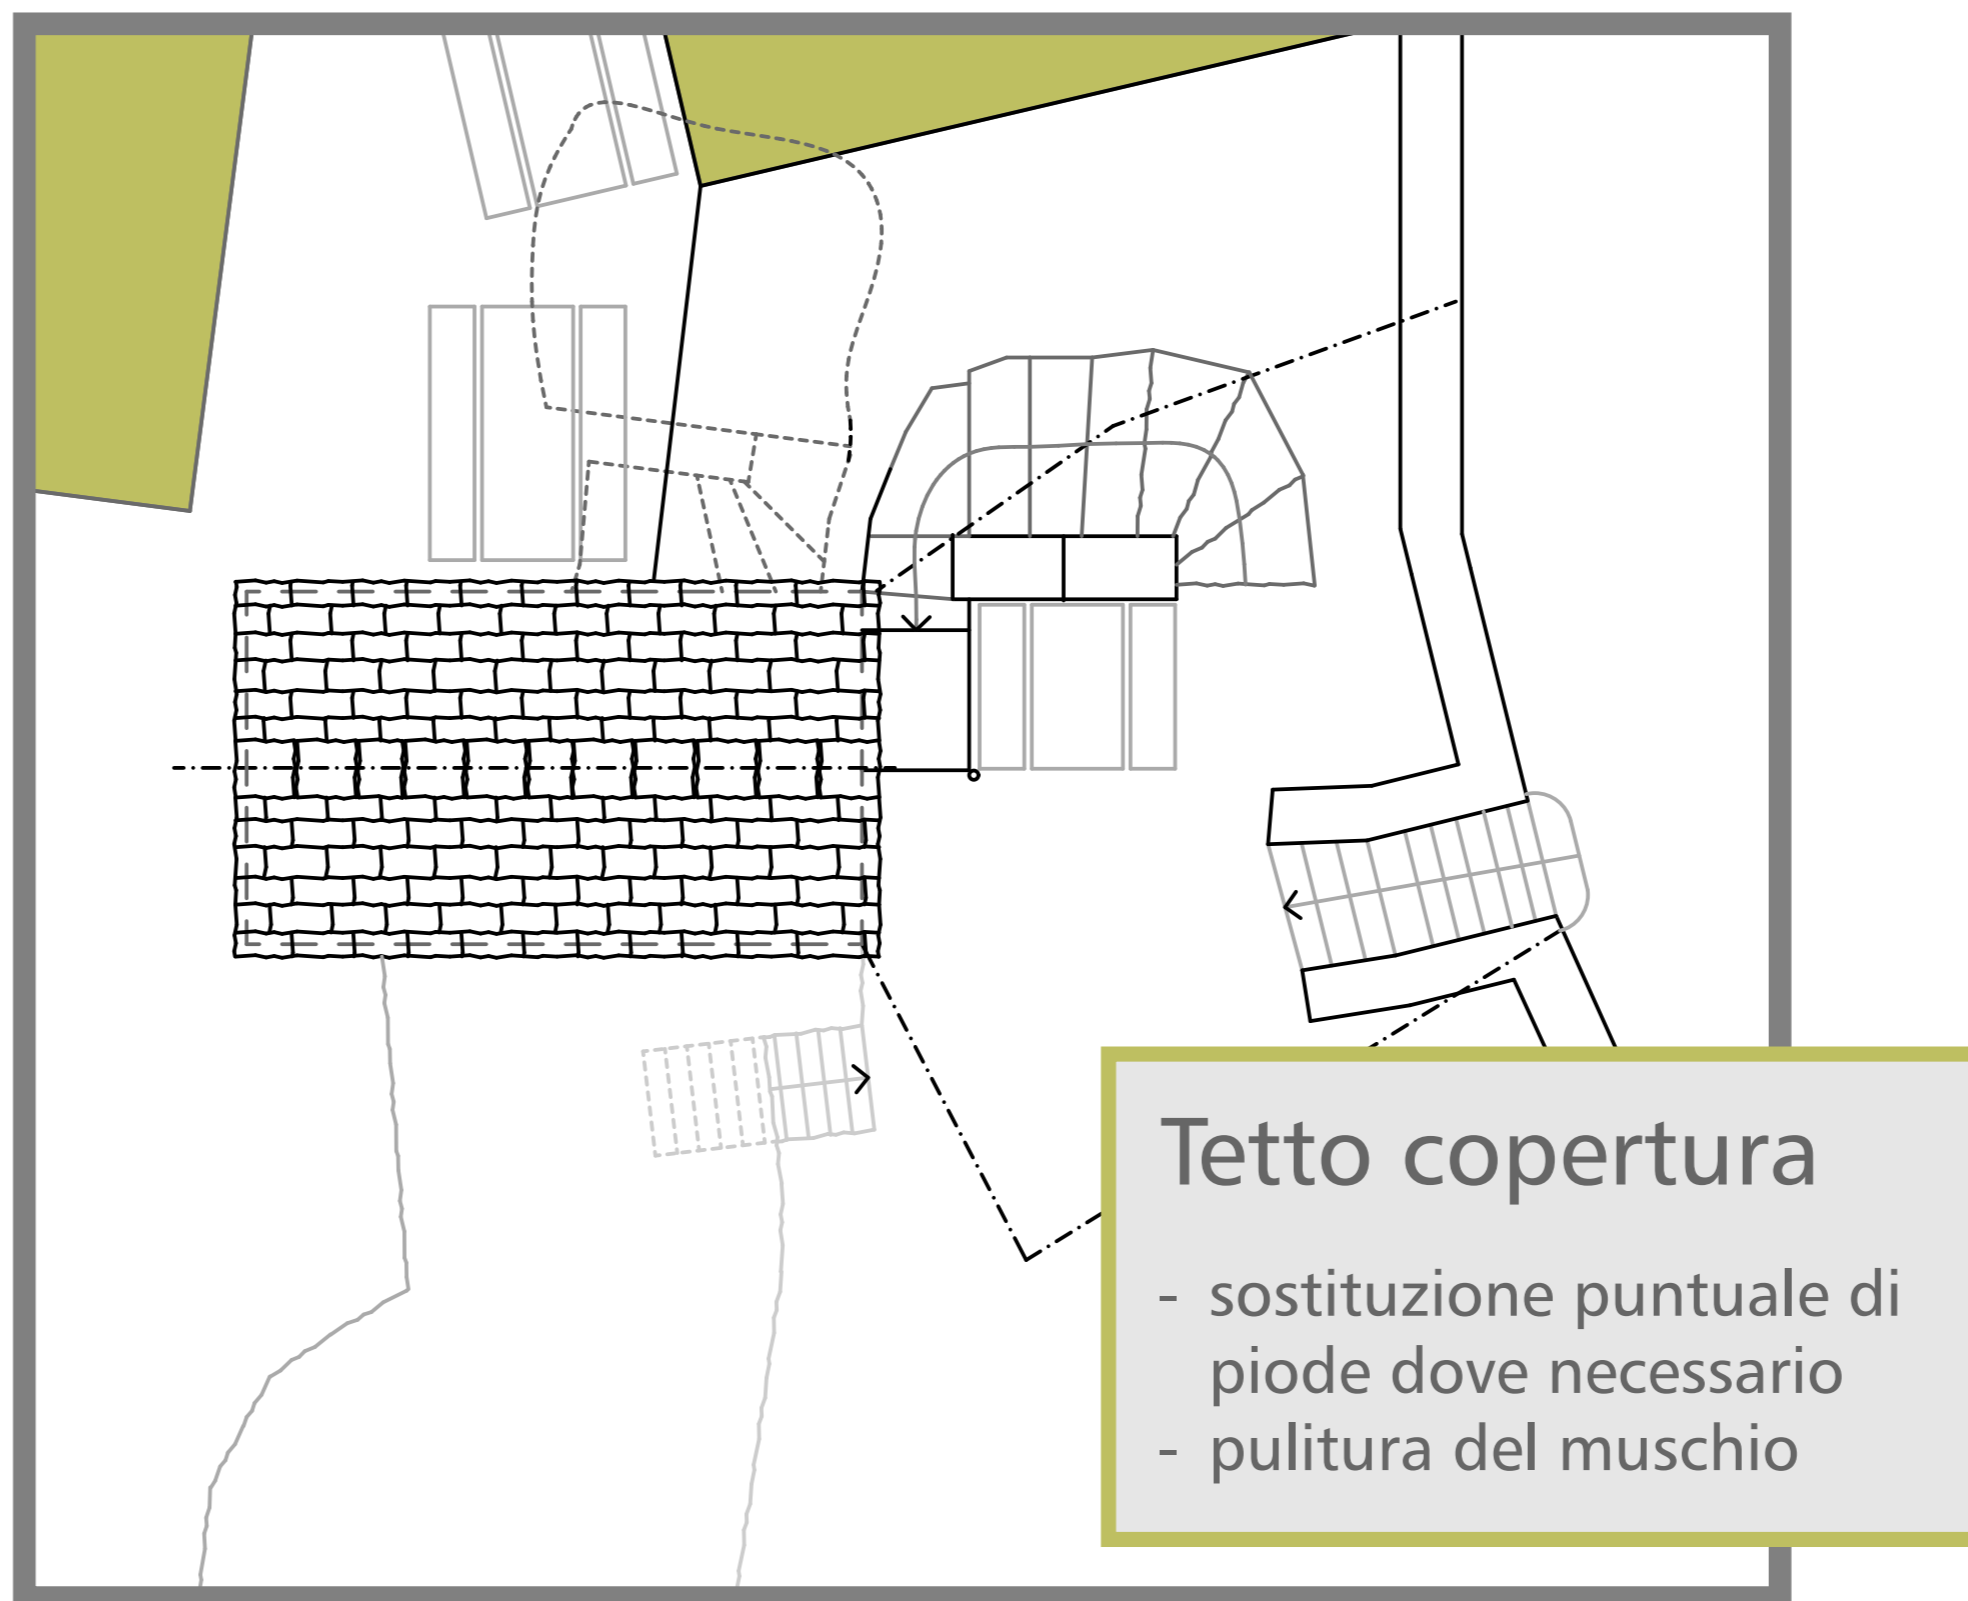 Tetto copertura
- sostituzione puntuale di
piode dove necessario
- pulitura del muschio